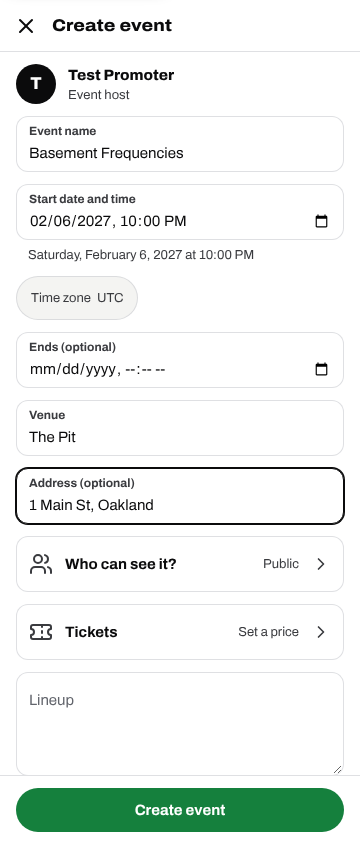 Create event
T
Test Promoter
Event host
Event name
Basement Frequencies
Start date and time
02/06/2027, 10:00 PM
Saturday, February 6, 2027 at 10:00 PM
Time zone UTC
Ends (optional)
mm/dd/yyyy, --:-- --
Venue
The Pit
Address (optional)
1 Main St, Oakland
Who can see it? Public
Tickets Set a price
Lineup
Create event